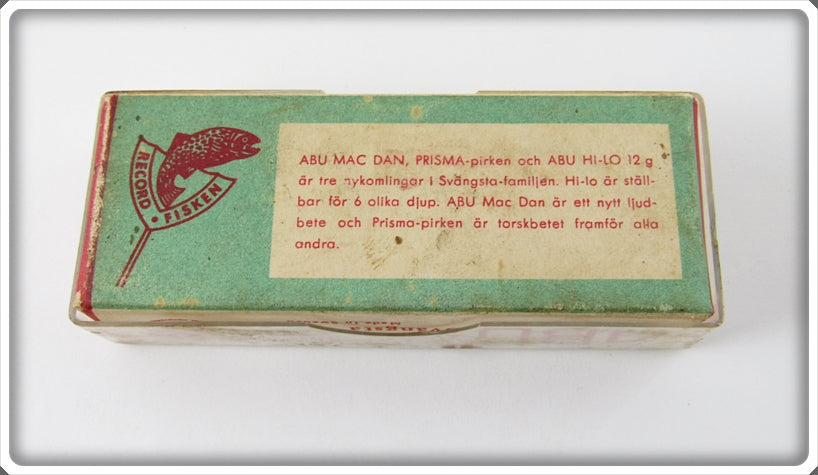 RECORD
FISKEN
ABU MAC DAN, PRISMA-pirken och ABU HI-LO 12 g
är tre nykomlingar i Svängsta-familjen. Hi-lo är ställ-
bar för 6 olika djup. ABU Mac Dan är ett nytt ljud-
bete och Prisma-pirken är torskbetet framför alla
andra.